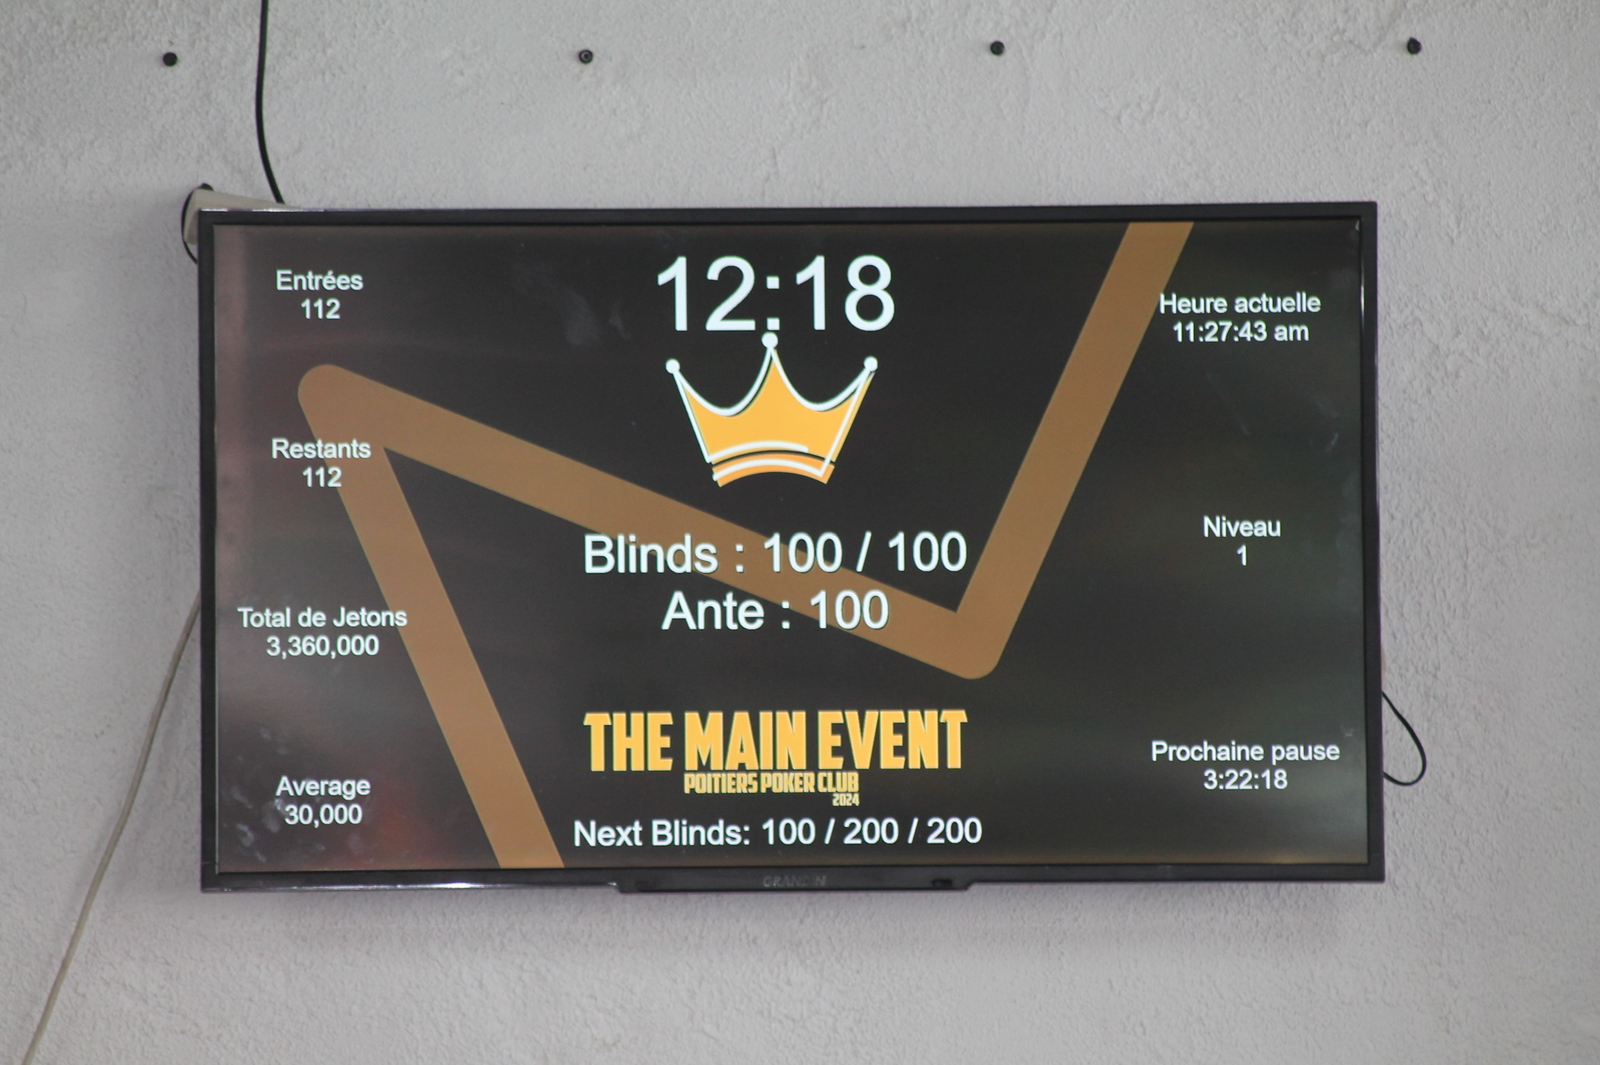 12:18
Entrées
112
Restants
112
Total de Jetons
3,360,000
Average
30,000
Blinds : 100 / 100
Ante : 100
THE MAIN EVENT
POITIERS POKER CLUB
2024
Next Blinds: 100 / 200 / 200
Heure actuelle
11:27:43 am
Niveau
1
Prochaine pause
3:22:18